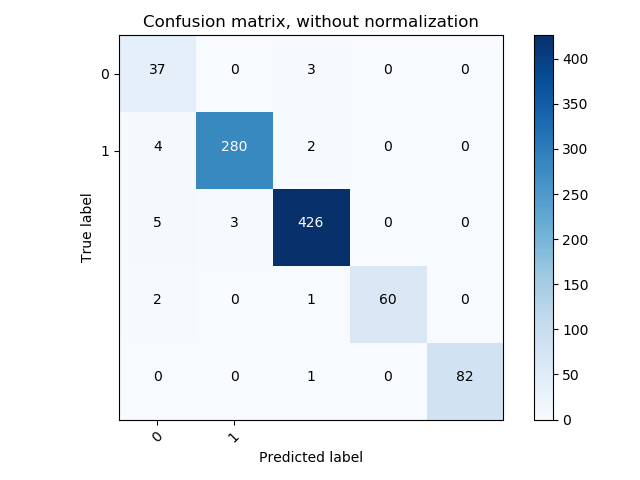 Confusion matrix, without normalization
0 37 0 3 0 0
1 4 280 2 0 0
5 3 426 0 0
2 0 1 60 0
0 0 1 0 82
0 1
True label
Predicted label
400
350
300
250
200
150
100
50
0